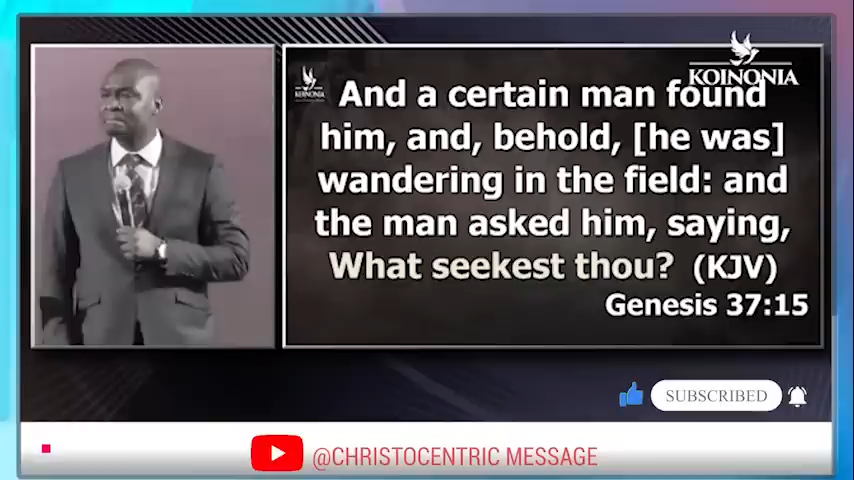 KOINONIA
KOINONIA
And a certain man found
him, and, behold, [he was]
wandering in the field: and
the man asked him, saying,
What seekest thou? (KJV)
Genesis 37:15
SUBSCRIBED
@CHRISTOCENTRIC MESSAGE